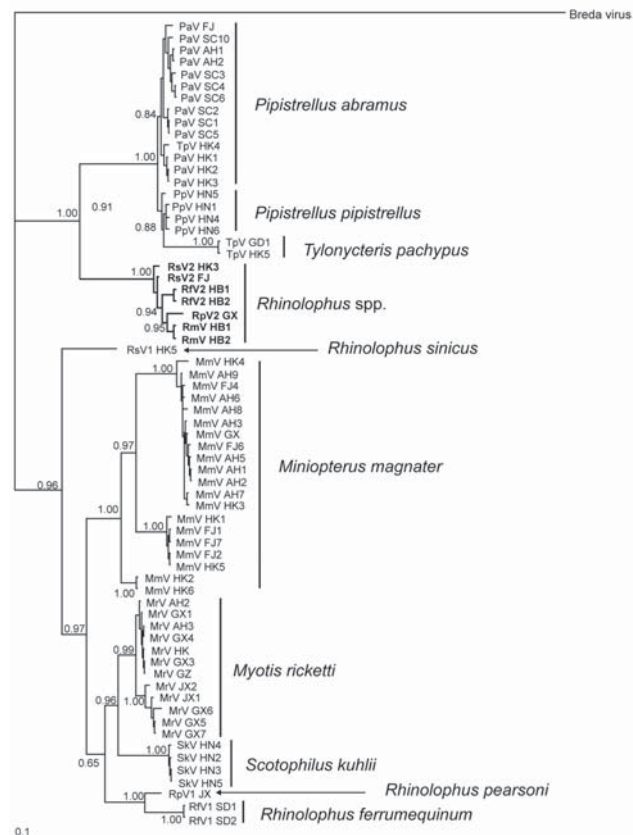 Breda virus
PaV FJ
PaV SC10
PaV AH1
PaV AH2
PaV SC3
PaV SC4
PaV SC6
PaV SC2
PaV SC1
PaV SC5
TpV HK4
PaV HK1
PaV HK2
PaV HK3
Pipistrellus abramus
0.84
1.00
PpV HN5
PpV HN1
PpV HN4
PpV HN6
Pipistrellus pipistrellus
1.00
0.91
0.88
1.00
TpV GD1
TpV HK5
Tylonycteris pachypus
1.00
RsV2 HK3
RsV2 FJ
RfV2 HB1
RfV2 HB2
RpV2 GX
RmV HB1
RmV HB2
Rhinolophus spp.
0.94
0.95
RsV1 HK5
Rhinolophus sinicus
1.00
MmV HK4
MmV AH9
MmV FJ4
MmV AH6
MmV AH8
MmV AH3
MmV GX
MmV FJ6
MmV AH5
MmV AH1
MmV AH2
MmV AH7
MmV HK3
Miniopterus magnater
0.97
0.96
1.00
MmV HK1
MmV FJ1
MmV FJ7
MmV FJ2
MmV HK5
MmV HK2
MmV HK6
1.00
MrV AH2
MrV GX1
MrV AH3
MrV GX4
MrV HK
MrV GX3
MrV GZ
MrV JX2
MrV JX1
MrV GX6
MrV GX5
MrV GX7
Myotis ricketti
0.97
0.99
0.96
1.00
1.00
SkV HN4
SkV HN2
SkV HN3
SkV HN5
Scotophilus kuhlii
0.65
1.00
RpV1 JX
Rhinolophus pearsoni
1.00
RfV1 SD1
RfV1 SD2
Rhinolophus ferrumequinum
0.1